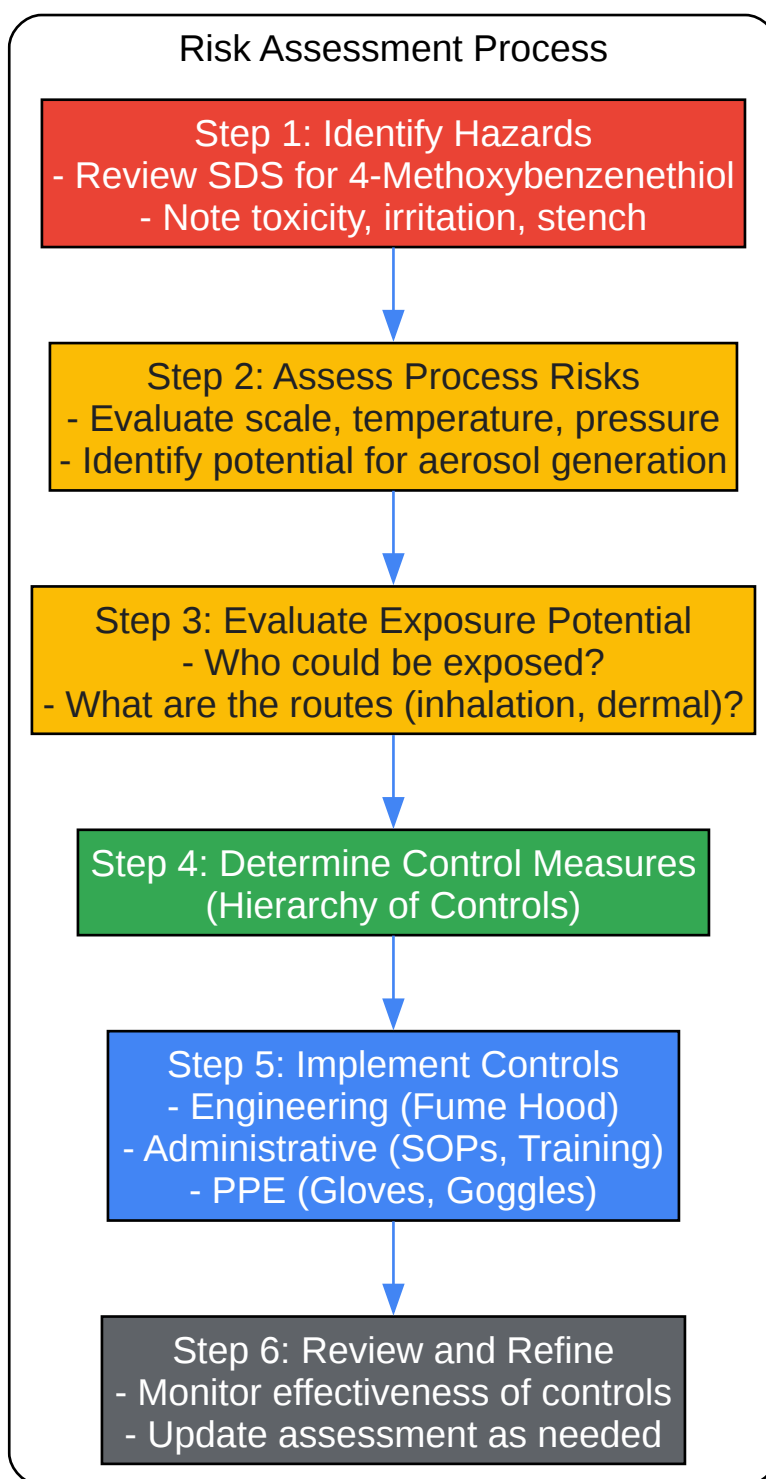 Risk Assessment Process
Step 1: Identify Hazards
- Review SDS for 4-Methoxybenzenethiol
- Note toxicity, irritation, stench
Step 2: Assess Process Risks
- Evaluate scale, temperature, pressure
- Identify potential for aerosol generation
Step 3: Evaluate Exposure Potential
- Who could be exposed?
- What are the routes (inhalation, dermal)?
Step 4: Determine Control Measures
(Hierarchy of Controls)
Step 5: Implement Controls
- Engineering (Fume Hood)
- Administrative (SOPs, Training)
- PPE (Gloves, Goggles)
Step 6: Review and Refine
- Monitor effectiveness of controls
- Update assessment as needed